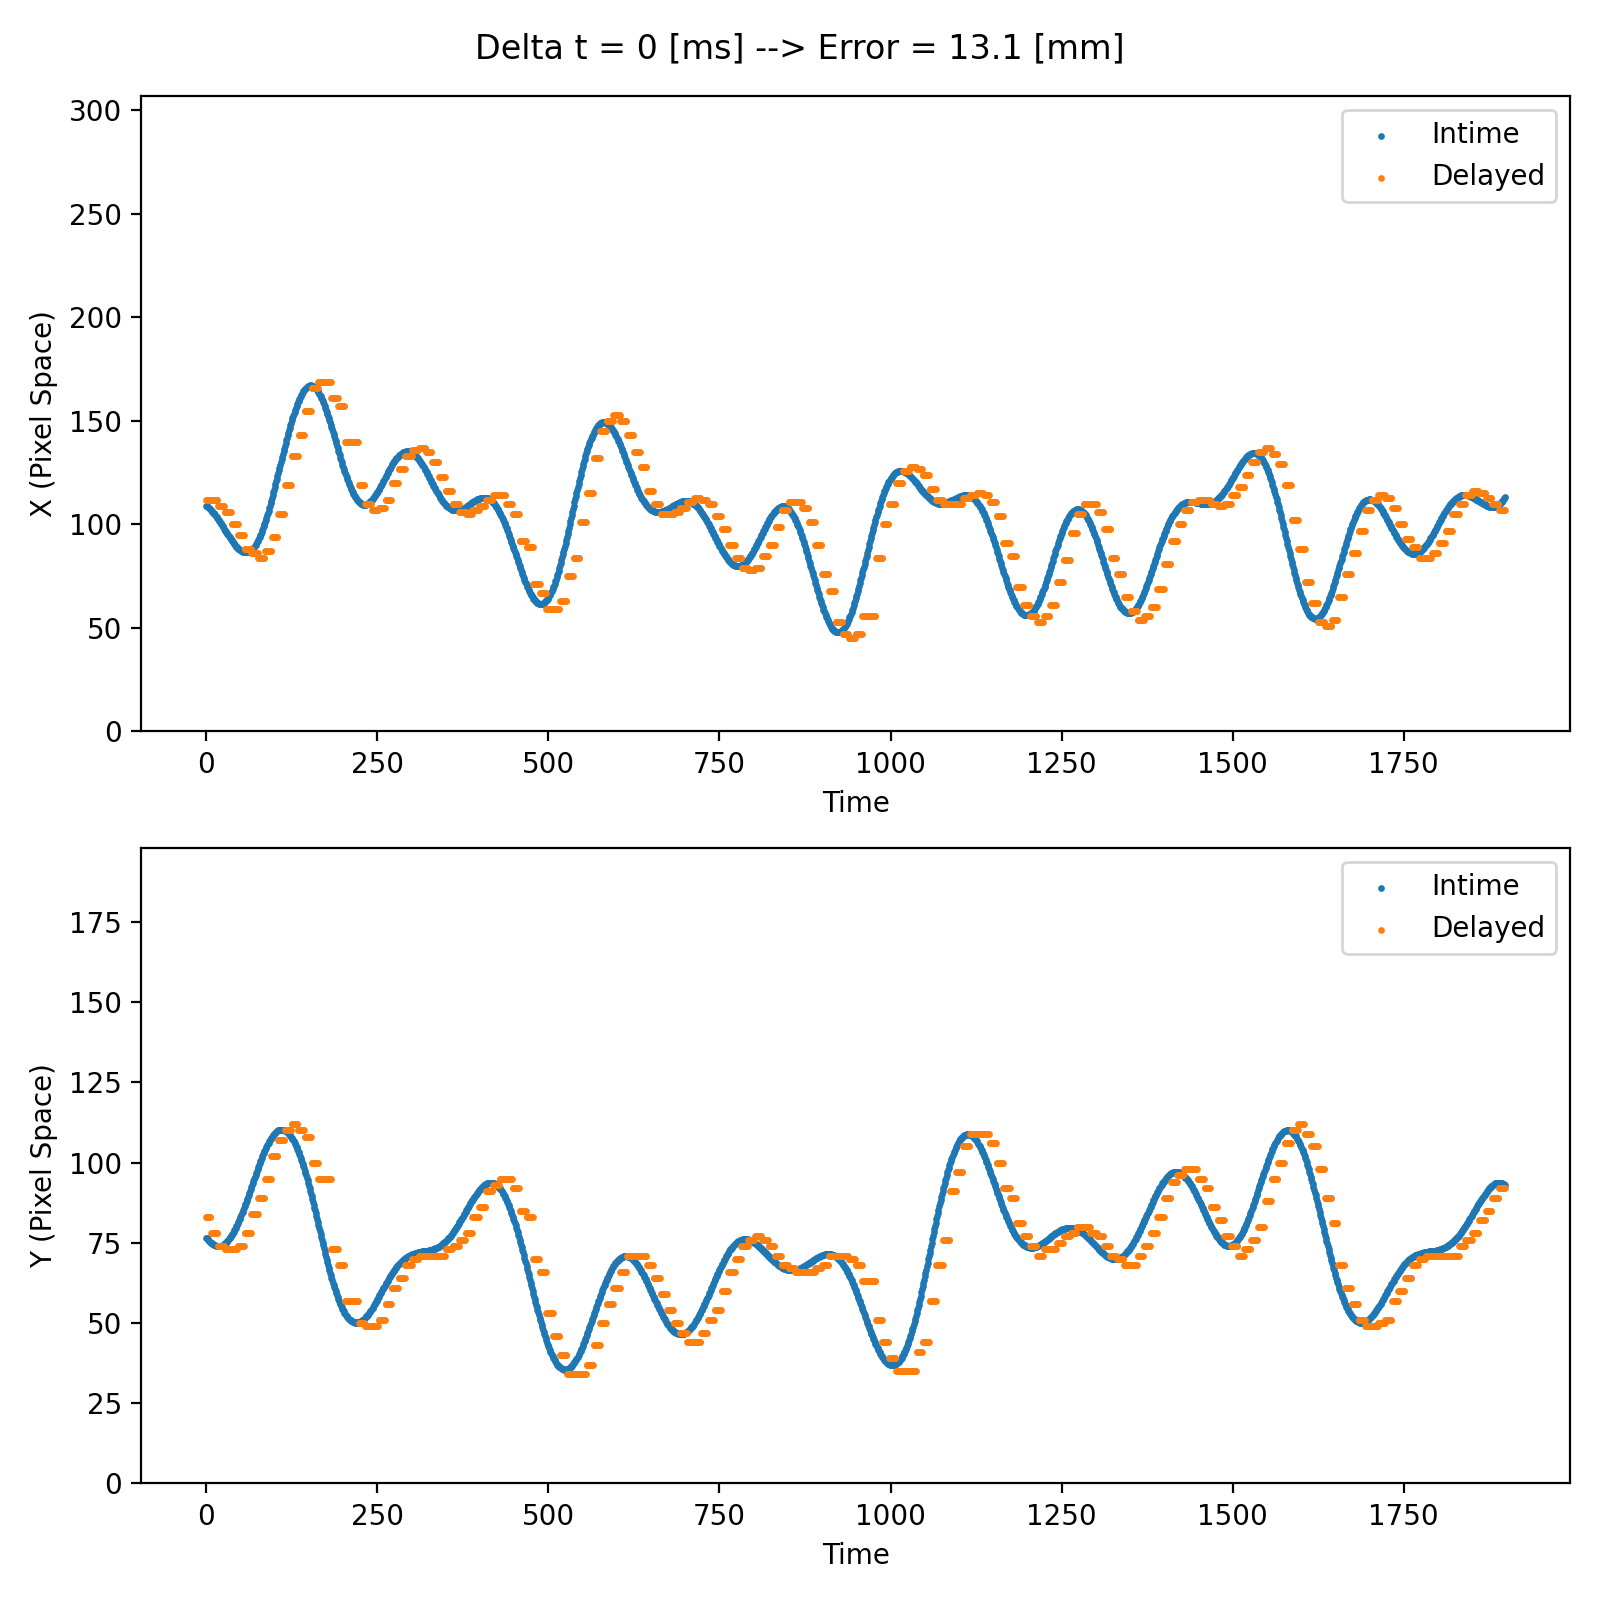 Delta t = 0 [ms] --> Error = 13.1 [mm]
300
250
200
150
100
50
0
X (Pixel Space)
Intime
Delayed
0 250 500 750 1000 1250 1500 1750
Time
175
150
125
100
75
50
25
0
Y (Pixel Space)
Intime
Delayed
0 250 500 750 1000 1250 1500 1750
Time